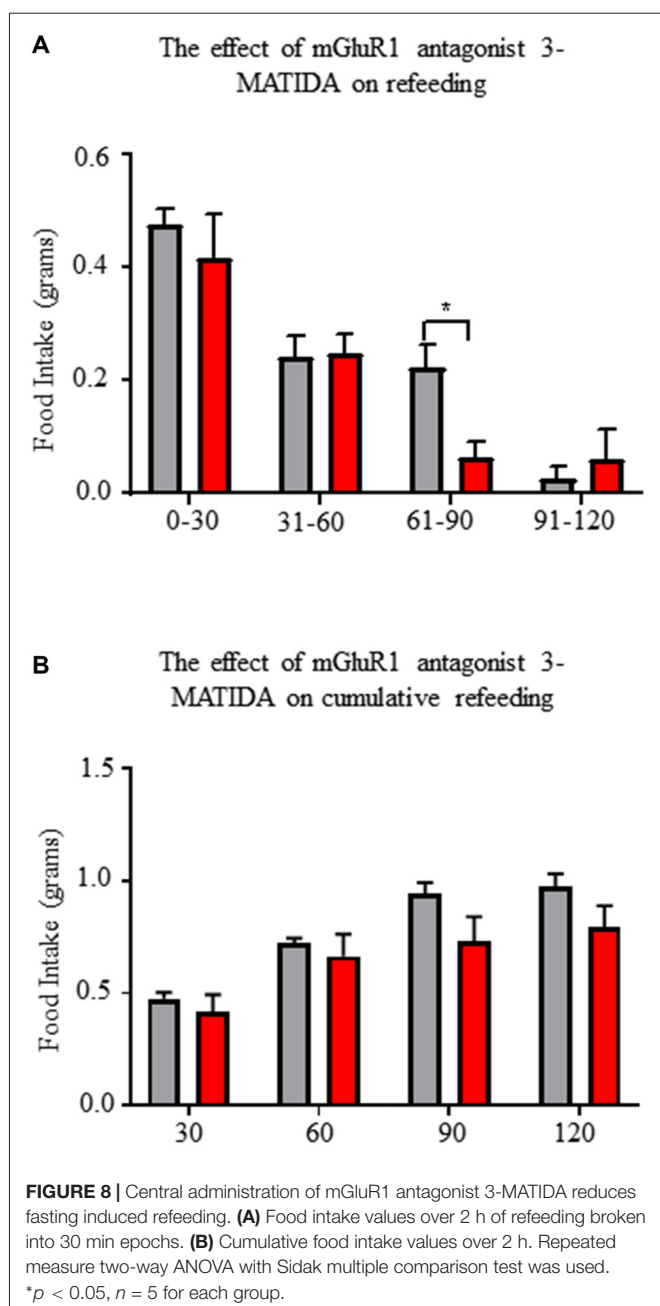 A
The effect of mGluR1 antagonist 3-
MATIDA on refeeding
Food Intake (grams)
0.6
0.4
0.2
0.0
*
0-30 31-60 61-90 91-120
B
The effect of mGluR1 antagonist 3-
MATIDA on cumulative refeeding
Food Intake (grams)
1.5
1.0
0.5
0.0
30 60 90 120
FIGURE 8 | Central administration of mGluR1 antagonist 3-MATIDA reduces
fasting induced refeeding. (A) Food intake values over 2 h of refeeding broken
into 30 min epochs. (B) Cumulative food intake values over 2 h. Repeated
measure two-way ANOVA with Sidak multiple comparison test was used.
*p < 0.05, n = 5 for each group.